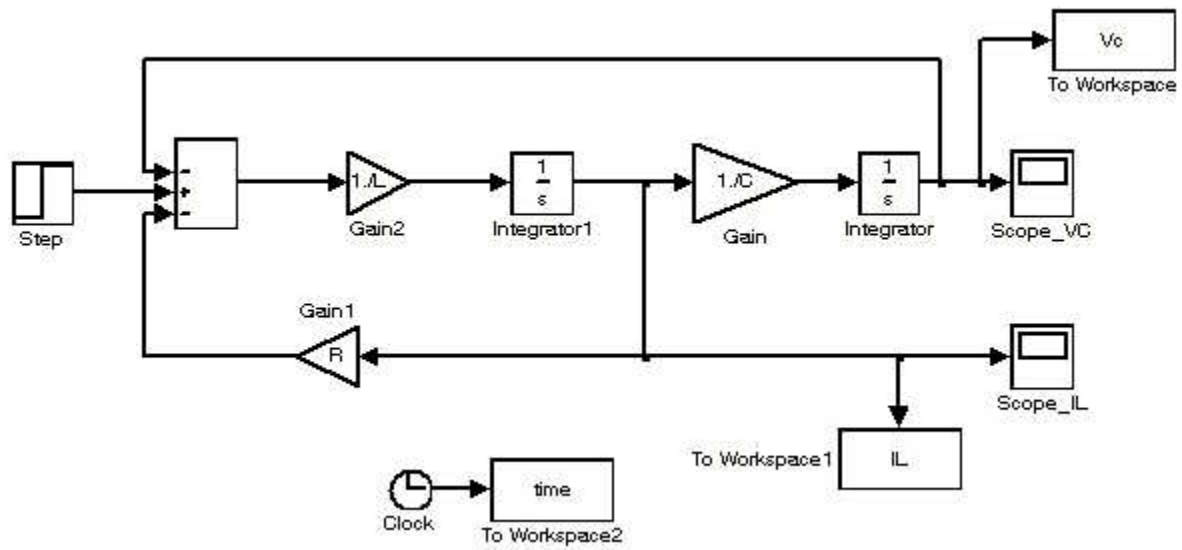 Vc
To Workspace
−
+
−
Step
1./L
Gain2
1
s
Integrator1
1./C
Gain
1
s
Integrator
Scope_VC
Gain1
R
Scope_IL
To Workspace1
IL
Clock
time
To Workspace2